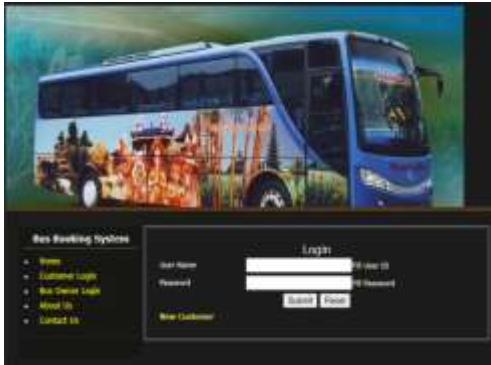 Bus Booking System
Home
Customer Login
Bus Owner Login
About Us
Contact Us
Login
User Name
Fill User ID
Password
Fill Password
Submit Reset
New Customer